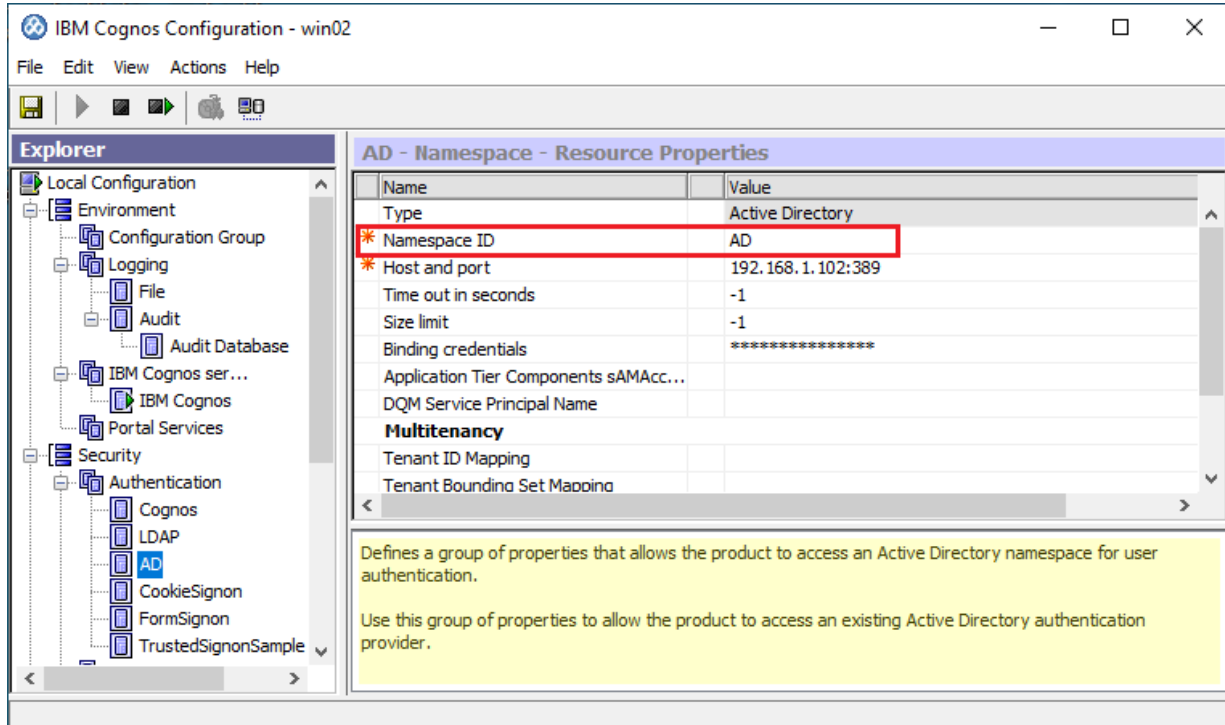 IBM Cognos Configuration - win02
File Edit View Actions Help
Explorer
Local Configuration
Environment
Configuration Group
Logging
File
Audit
Audit Database
IBM Cognos ser...
IBM Cognos
Portal Services
Security
Authentication
Cognos
LDAP
AD
CookieSignon
FormSignon
TrustedSignonSample
AD - Namespace - Resource Properties
Name Value
Type Active Directory
* Namespace ID AD
* Host and port 192.168.1.102:389
Time out in seconds -1
Size limit -1
Binding credentials ***************
Application Tier Components sAMAcc...
DQM Service Principal Name
Multitenancy
Tenant ID Mapping
Tenant Bounding Set Mapping
Defines a group of properties that allows the product to access an Active Directory namespace for user
authentication.
Use this group of properties to allow the product to access an existing Active Directory authentication
provider.